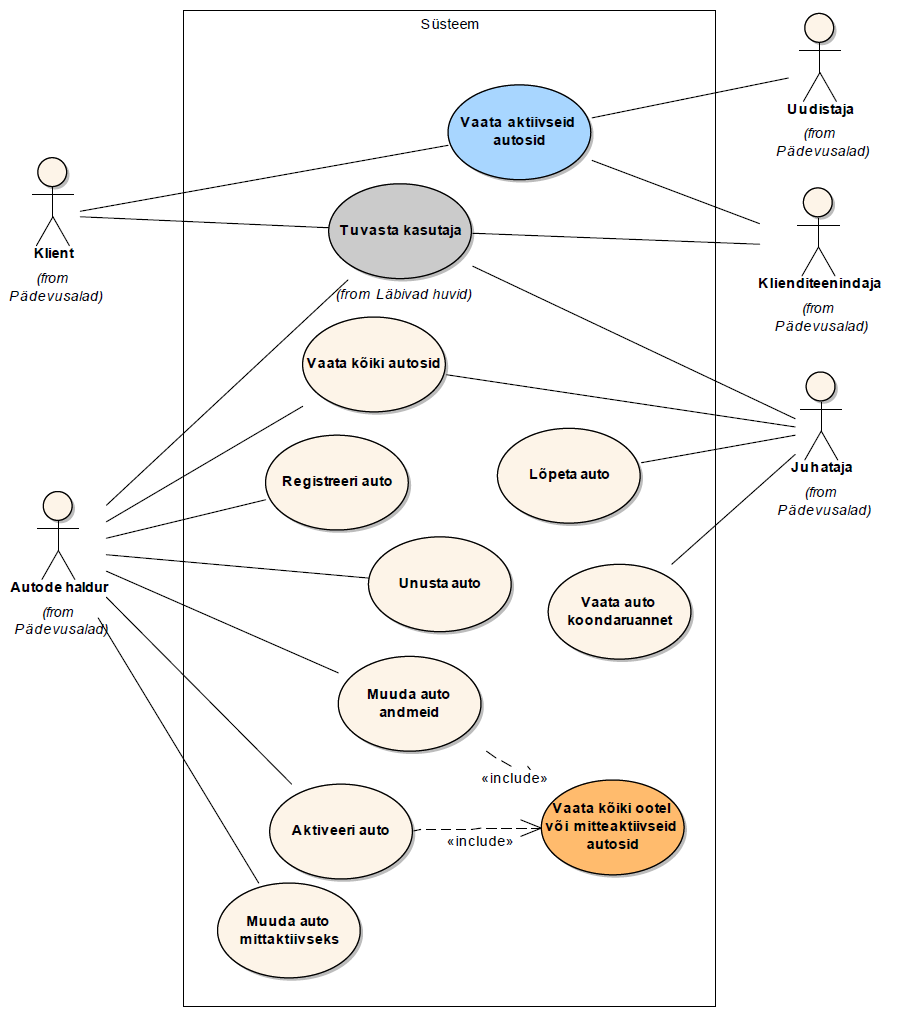 Süsteem
Uudistaja
(from
Pädevusalad)
Vaata aktiivseid
autosid
Klient
(from
Pädevusalad)
Tuvasta kasutaja
(from Läbivad huvid)
Klienditeenindaja
(from
Pädevusalad)
Vaata kõiki autosid
Juhataja
(from
Pädevusalad)
Registreeri auto
Lõpeta auto
Autode haldur
(from
Pädevusalad)
Unusta auto
Vaata auto
koondaruannet
Muuda auto
andmeid
«include»
Aktiveeri auto
«include»
Vaata kõiki ootel
või mitteaktiivseid
autosid
Muuda auto
mittaktiivseks